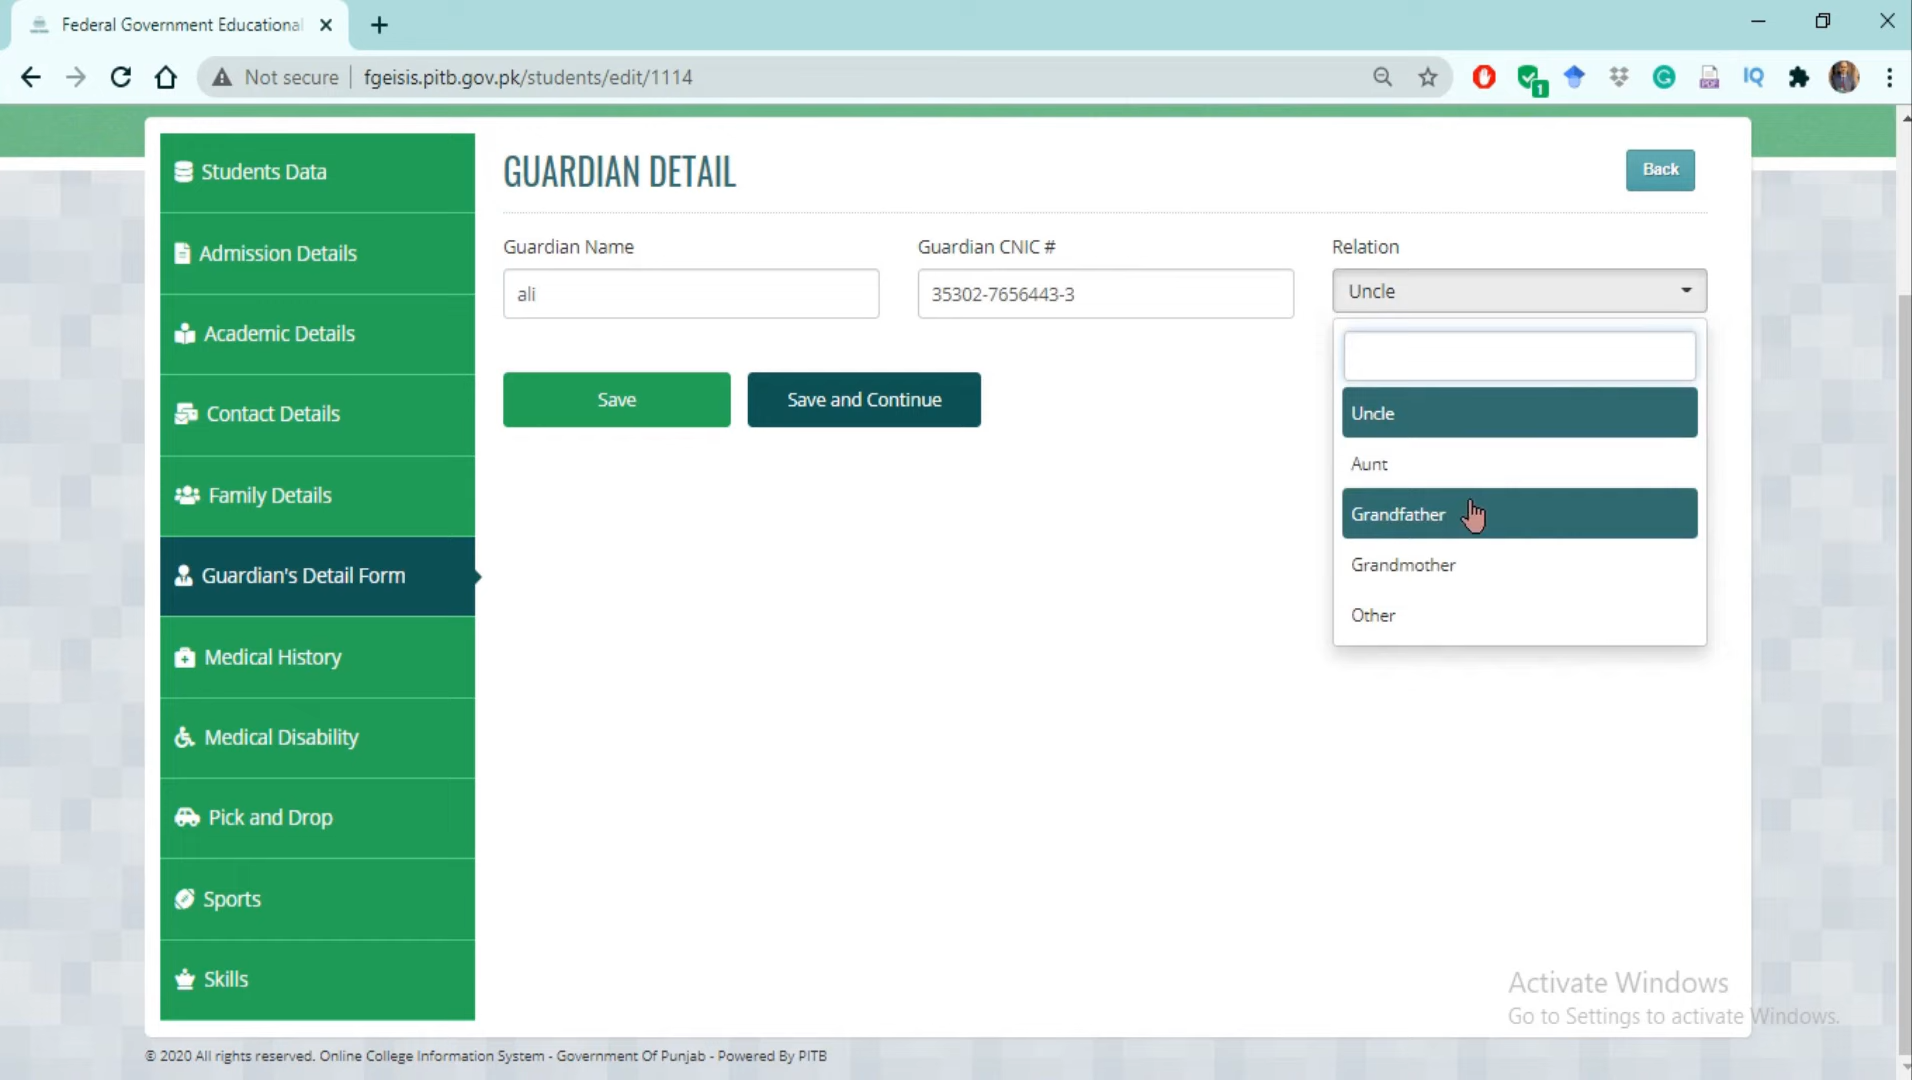 Federal Government Educational
Not secure
fgeisis.pitb.gov.pk/students/edit/1114
1
IQ
Students Data
Admission Details
Academic Details
Contact Details
Family Details
Guardian's Detail Form
Medical History
Medical Disability
Pick and Drop
Sports
Skills
GUARDIAN DETAIL
Back
Guardian Name
Guardian CNIC #
Relation
ali
35302-7656443-3
Uncle
Save
Save and Continue
Uncle
Aunt
Grandfather
Grandmother
Other
Activate Windows
Go to Settings to activate Windows.
© 2020 All rights reserved. Online College Information System - Government Of Punjab - Powered By PITB